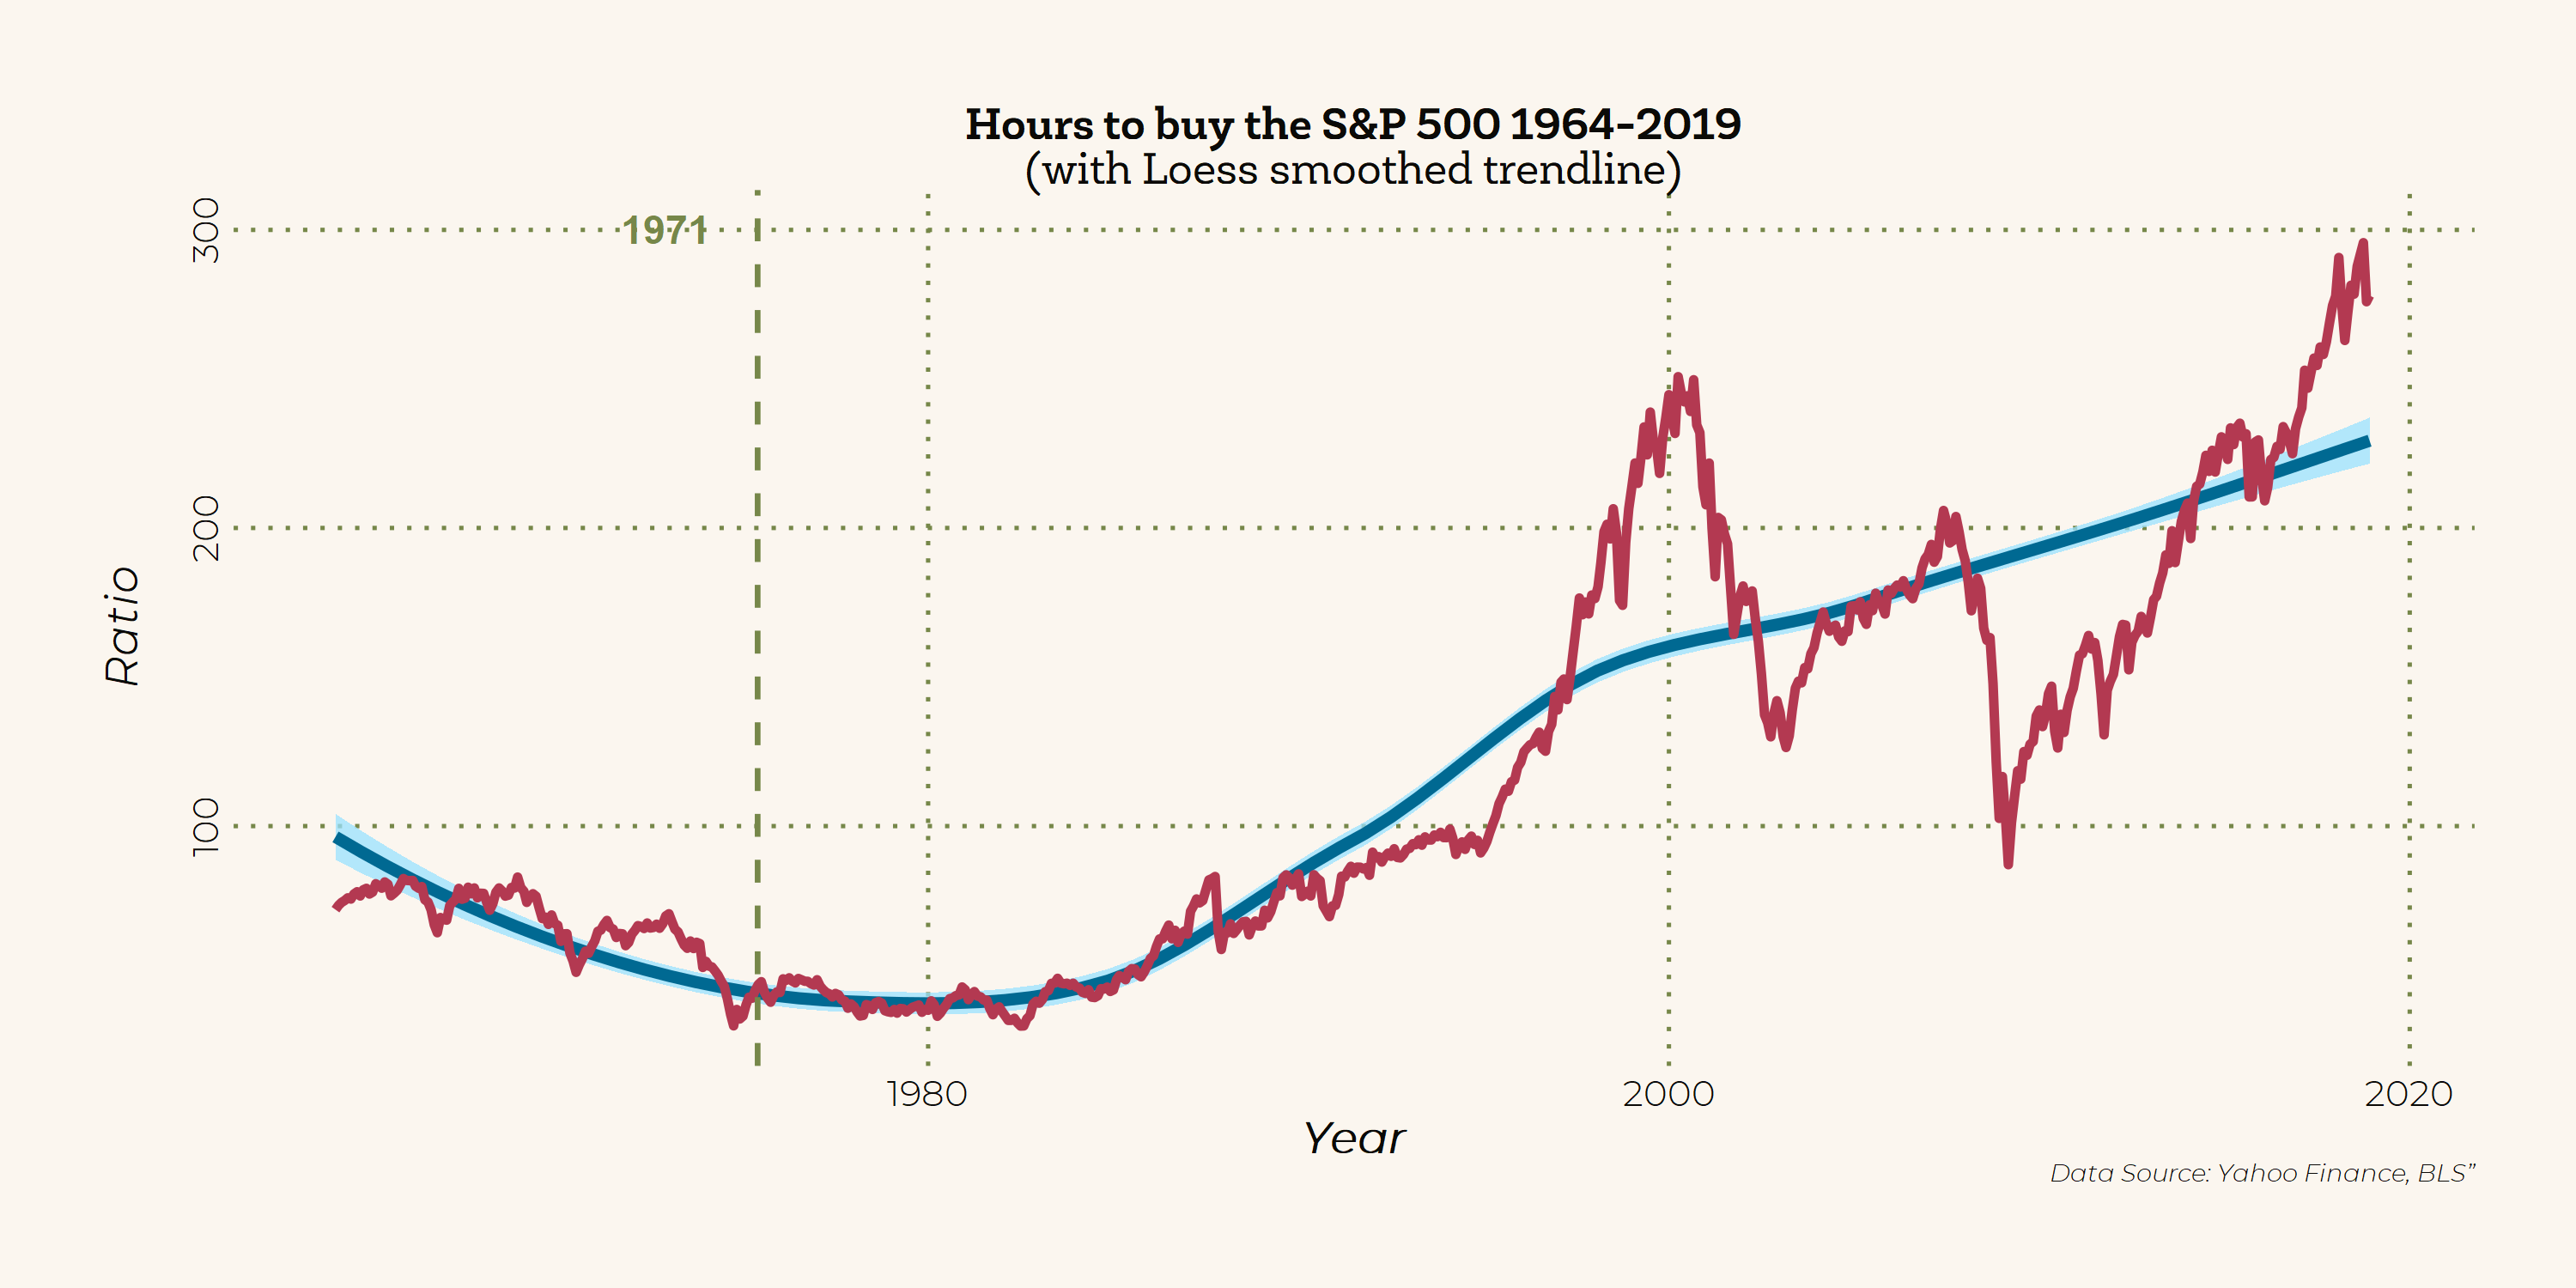 Hours to buy the S&P 500 1964-2019
(with Loess smoothed trendline)
1971
300
200
100
Ratio
1980
2000
2020
Year
Data Source: Yahoo Finance, BLS”